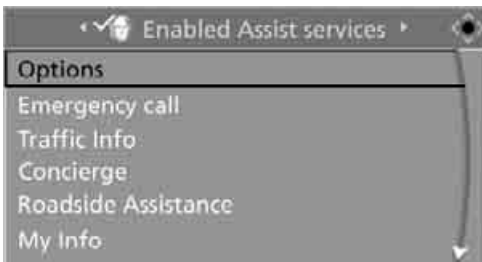 Enabled Assist services
Options
Emergency call
Traffic Info
Concierge
Roadside Assistance
My Info